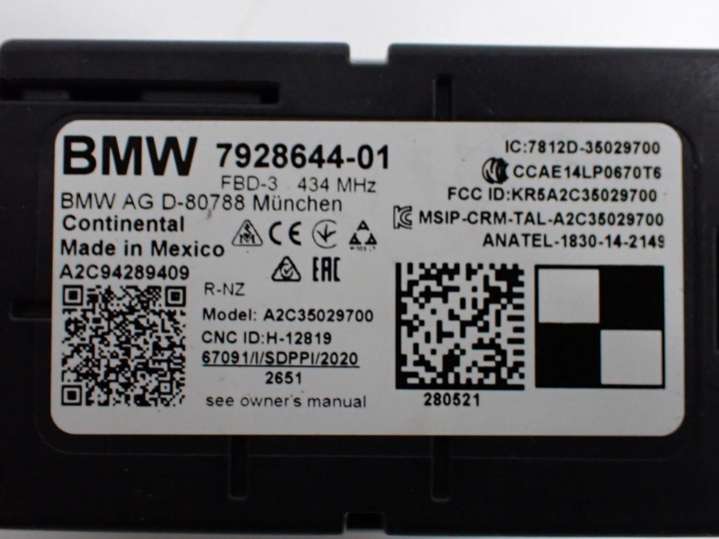 BMW 7928644-01
FBD-3 434 MHz
BMW AG D-80788 München
Continental
Made in Mexico
A2C94289409
CE
EAC
R-NZ
Model: A2C35029700
CNC ID:H-12819
67091/I/SDPPI/2020
2651
see owner's manual
IC:7812D-35029700
CCAE14LP0670T6
FCC ID:KR5A2C35029700
MSIP-CRM-TAL-A2C35029700
ANATEL-1830-14-2149
280521